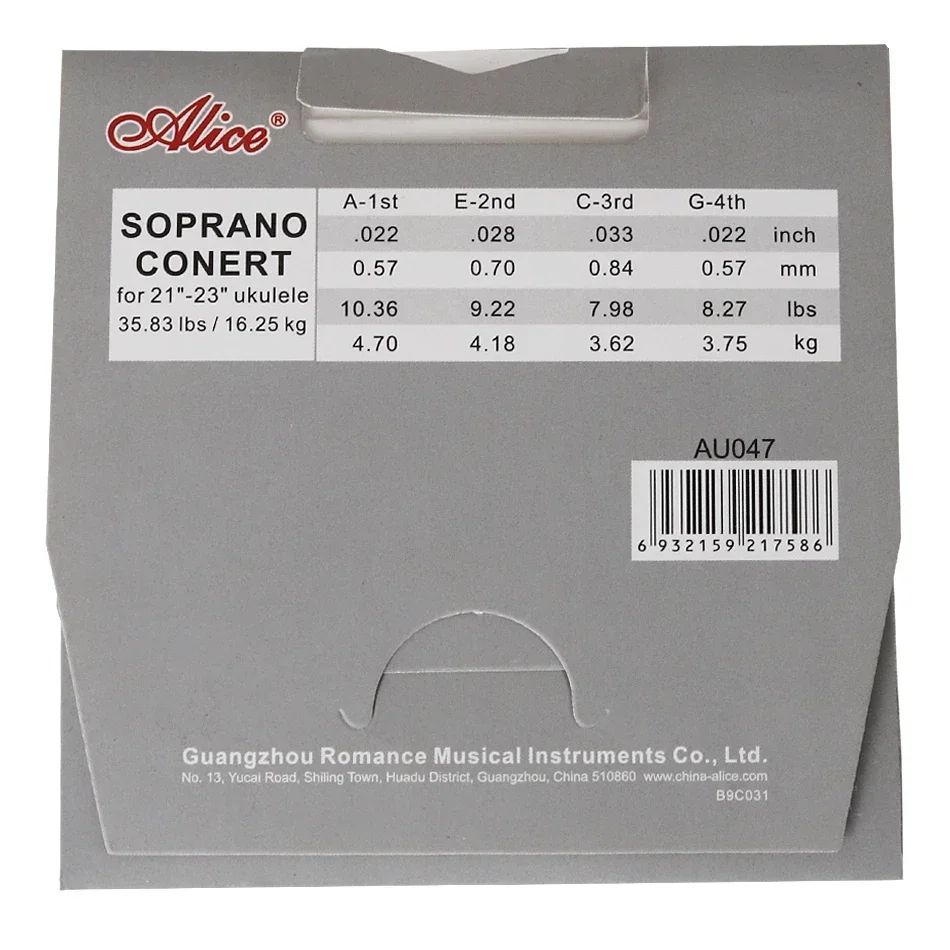 Alice®
SOPRANO
CONERT
for 21"-23" ukulele
35.83 lbs / 16.25 kg
A-1st E-2nd C-3rd G-4th
.022 .028 .033 .022 inch
0.57 0.70 0.84 0.57 mm
10.36 9.22 7.98 8.27 lbs
4.70 4.18 3.62 3.75 kg
AU047
6 932159 217586
Guangzhou Romance Musical Instruments Co., Ltd.
No. 13, Yucai Road, Shiling Town, Huadu District, Guangzhou, China 510860 www.china-alice.com
B9C031